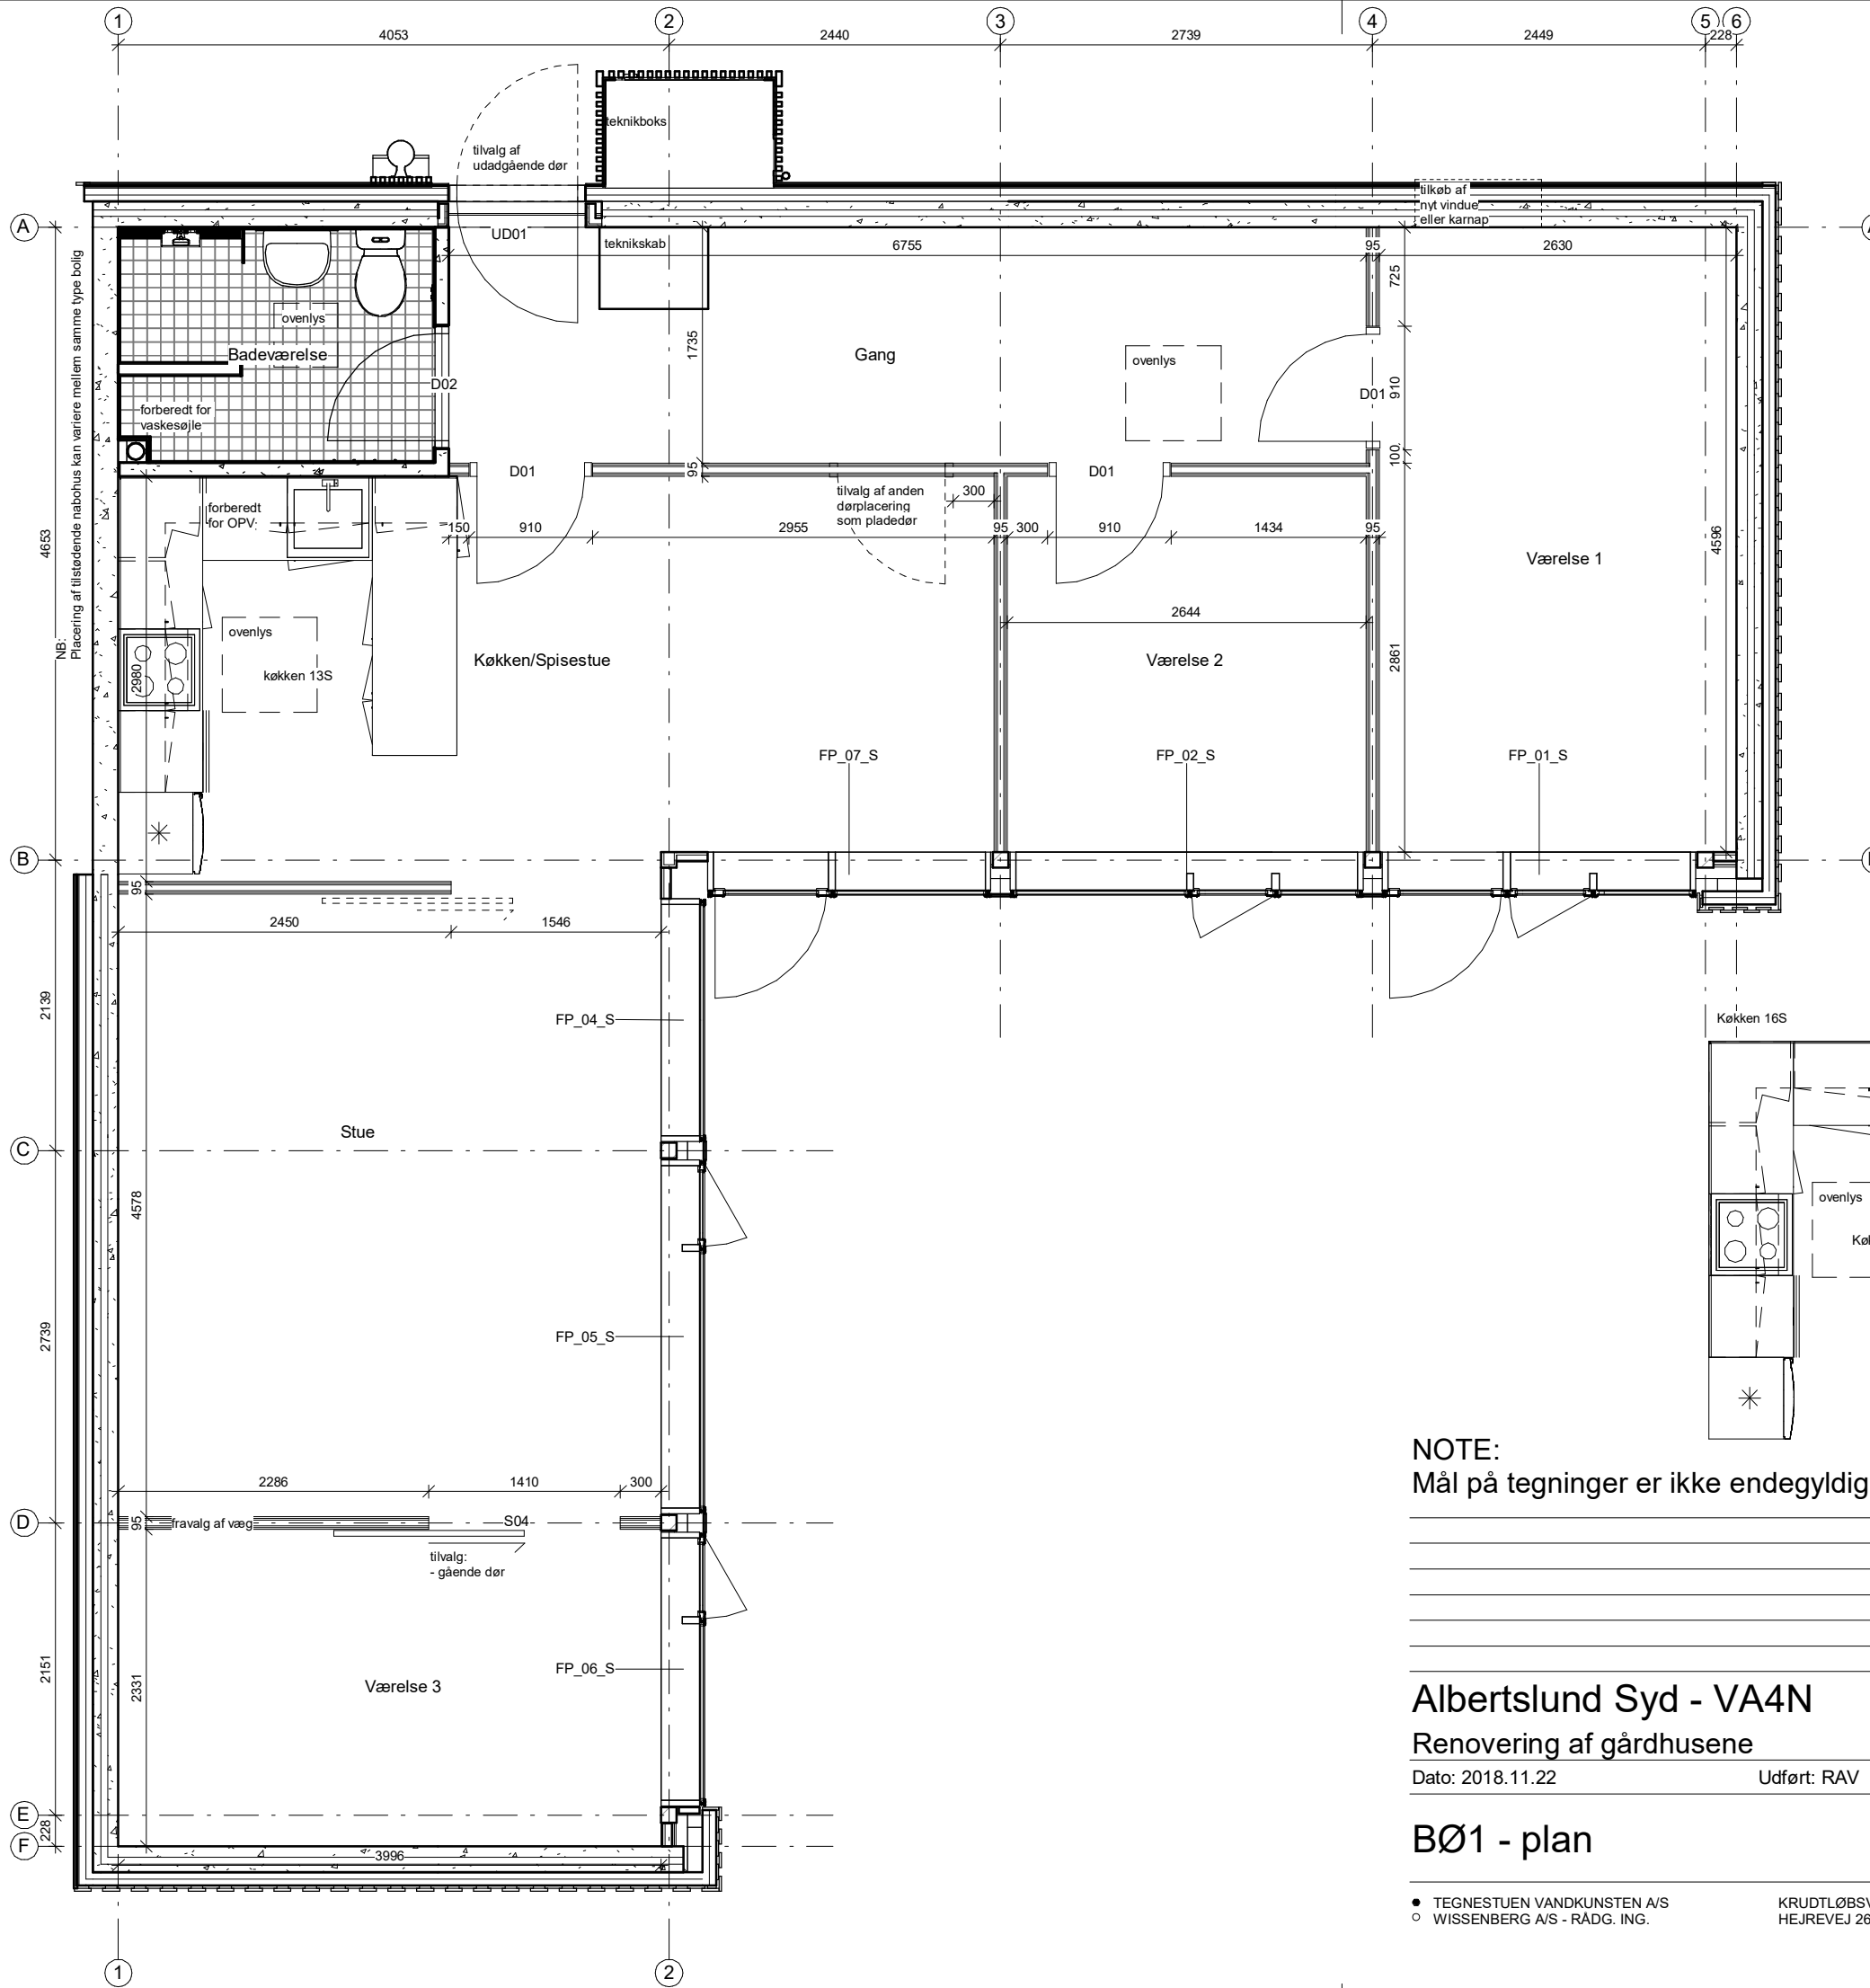 1
2
3
4
5
6
4053
2440
2739
2449
228
teknikboks
tilvalg af
udadgående dør
tilkøb af
nyt vindue
eller karnap
A
UD01
teknikskab
6755
95
2630
725
ovenlys
Badeværelse
D02
1735
Gang
ovenlys
D01
910
forberedt for
vaskesøjle
100
D01
95
D01
NB:
Placering af tilstødende nabohus kan variere mellem samme type bolig
4653
forberedt
for OPV.
tilvalg af anden
dørplacering
som pladedør
300
150
910
2955
95
300
910
1434
95
4596
Værelse 1
2644
ovenlys
køkken 13S
2980
Køkken/Spisestue
Værelse 2
2861
FP_07_S
FP_02_S
FP_01_S
B
95
2450
1546
2139
FP_04_S
Køkken 16S
Stue
C
4578
ovenlys
2739
FP_05_S
NOTE:
Mål på tegninger er ikke endegyldig
2286
1410
300
D
95
fravalg af væg
S04
tilvalg:
- gående dør
2151
2331
Værelse 3
FP_06_S
Albertslund Syd - VA4N
Renovering af gårdhusene
Dato: 2018.11.22
Udført: RAV
E
228
F
3996
BØ1 - plan
TEGNESTUEN VANDKUNSTEN A/S
WISSENBERG A/S - RÅDG. ING.
HEJREVEJ 26
1
2